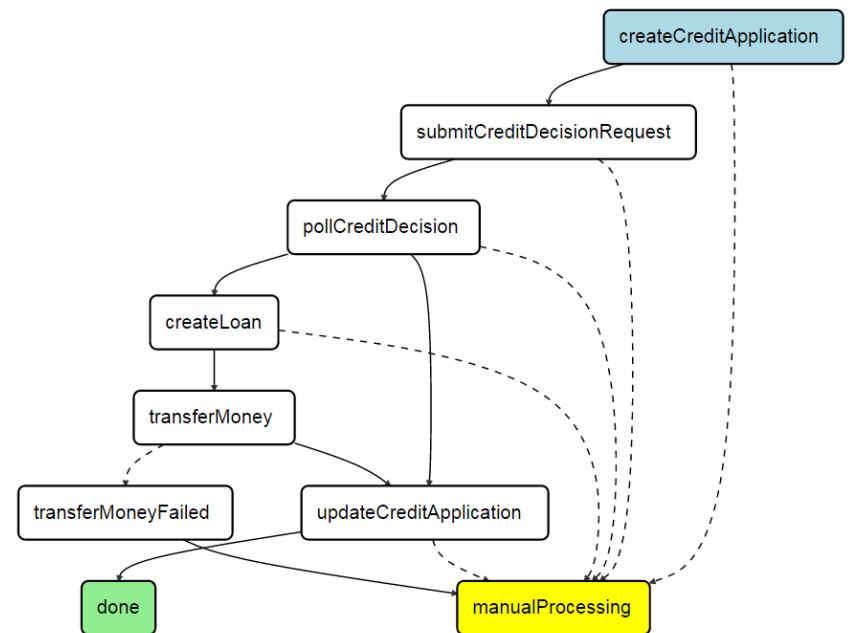 createCreditApplication
submitCreditDecisionRequest
pollCreditDecision
createLoan
transferMoney
transferMoneyFailed
updateCreditApplication
done
manualProcessing